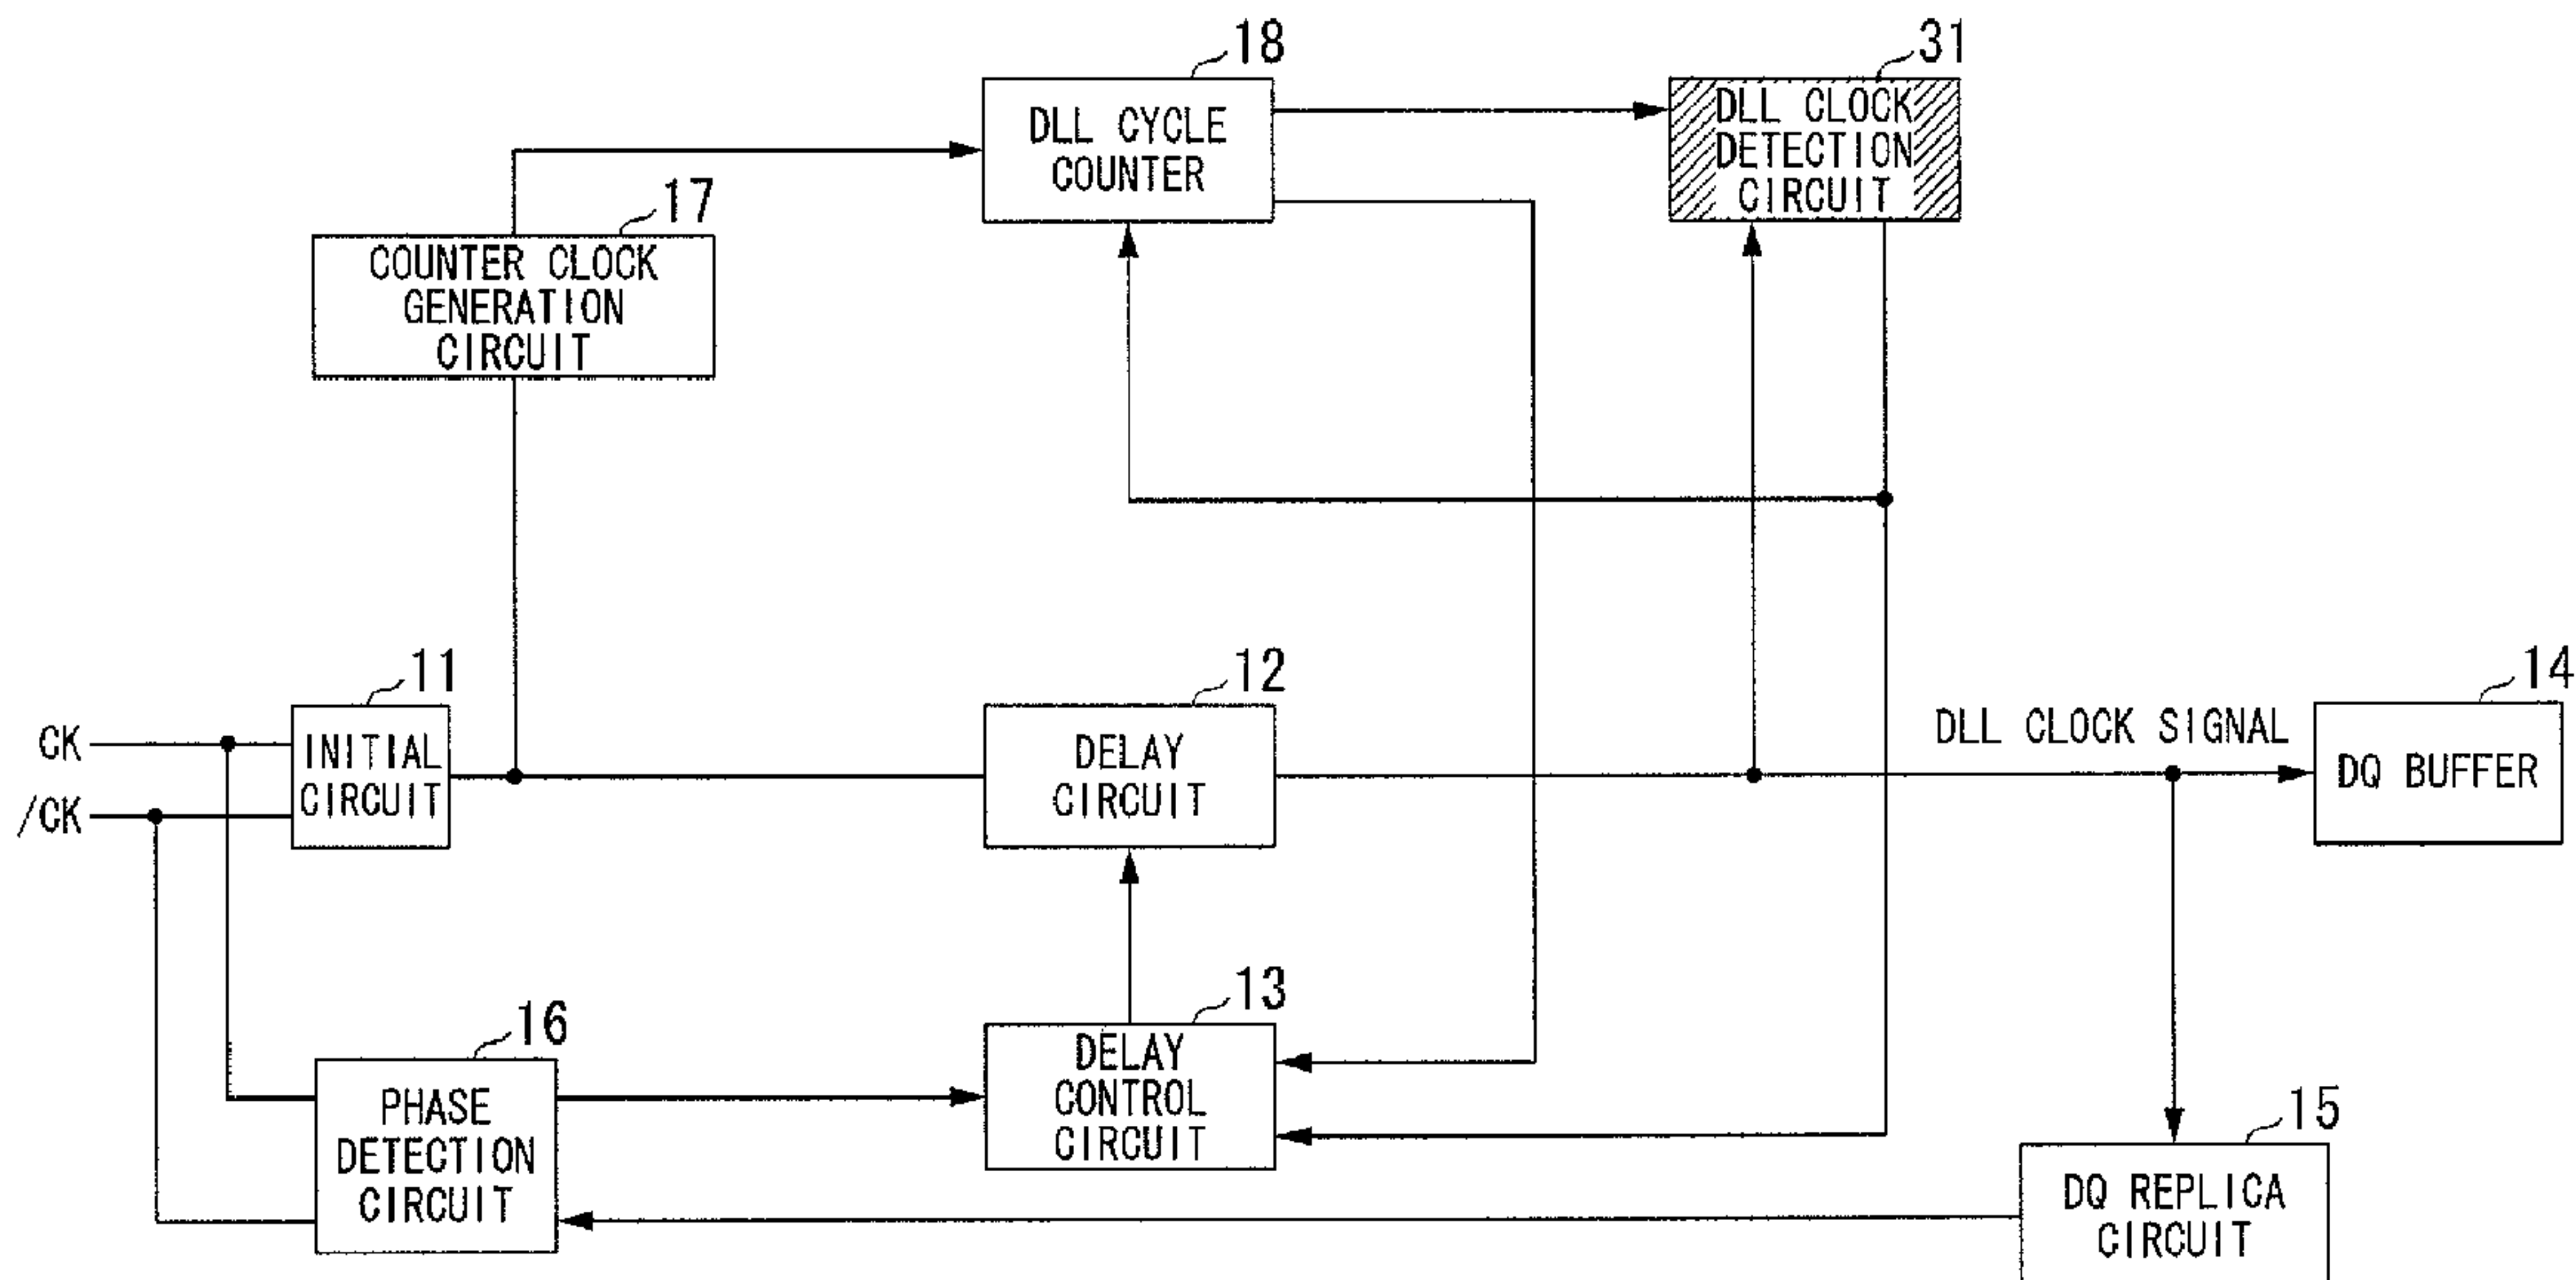 18
DLL CYCLE
COUNTER
31
DLL CLOCK
DETECTION
CIRCUIT
17
COUNTER CLOCK
GENERATION
CIRCUIT
11
INITIAL
CIRCUIT
CK
/CK
12
DELAY
CIRCUIT
DLL CLOCK SIGNAL
14
DQ BUFFER
16
PHASE
DETECTION
CIRCUIT
13
DELAY
CONTROL
CIRCUIT
15
DQ REPLICA
CIRCUIT